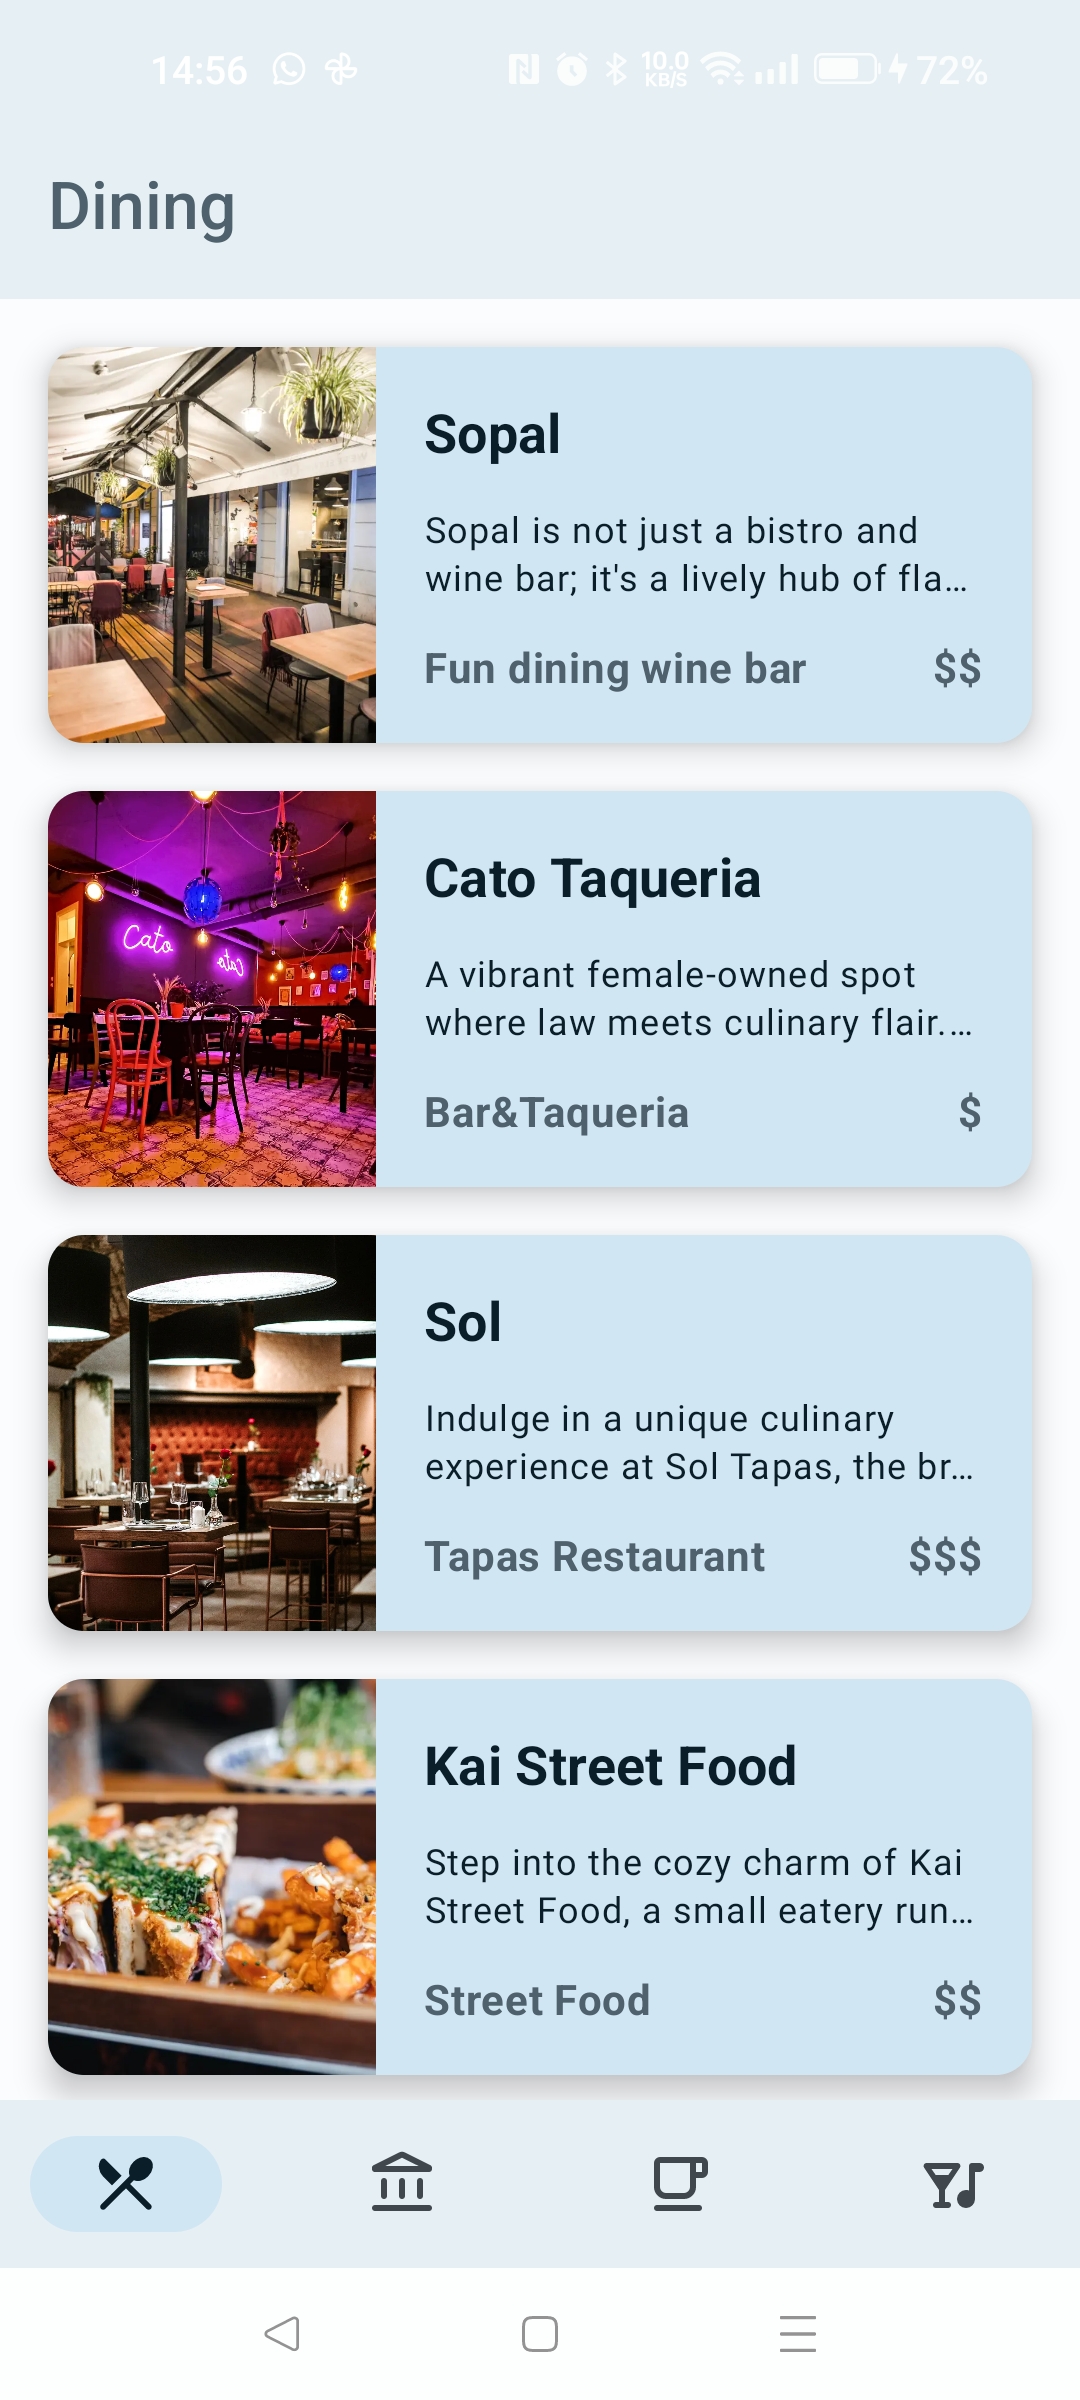 14:56 10.0 KB/S 72%
Dining
Sopal
Sopal is not just a bistro and
wine bar; it's a lively hub of fla…
Fun dining wine bar $$
Cato
Cato
Cato Taqueria
A vibrant female-owned spot
where law meets culinary flair.…
Bar&Taqueria $
Sol
Indulge in a unique culinary
experience at Sol Tapas, the br…
Tapas Restaurant $$$
Kai Street Food
Step into the cozy charm of Kai
Street Food, a small eatery run…
Street Food $$